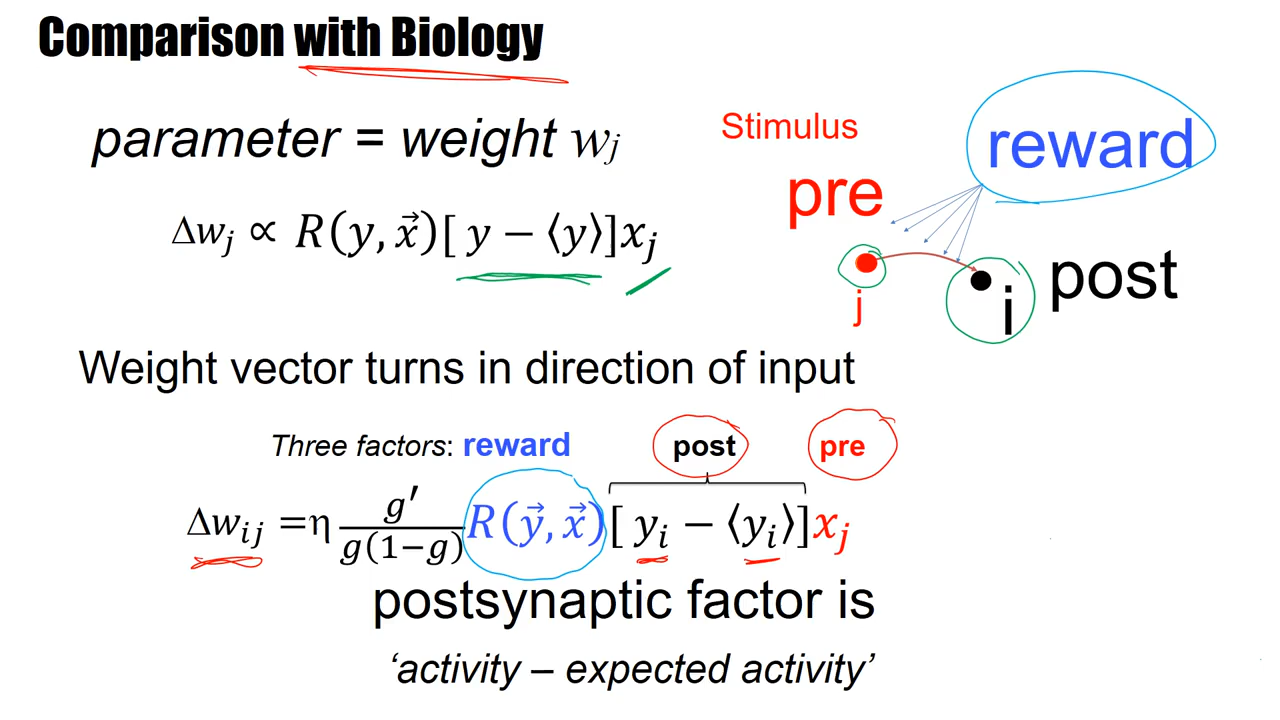 Comparison with Biology
parameter = weight wⱼ
Stimulus
reward
pre
Δwⱼ ∝ R(y, x⃗)[ y − ⟨y⟩]xⱼ
post
j
i
Weight vector turns in direction of input
Three factors: reward post pre
Δwᵢⱼ =η g′/g(1−g) R(y⃗, x⃗)[ yᵢ − ⟨yᵢ⟩]xⱼ
postsynaptic factor is
‘activity – expected activity’